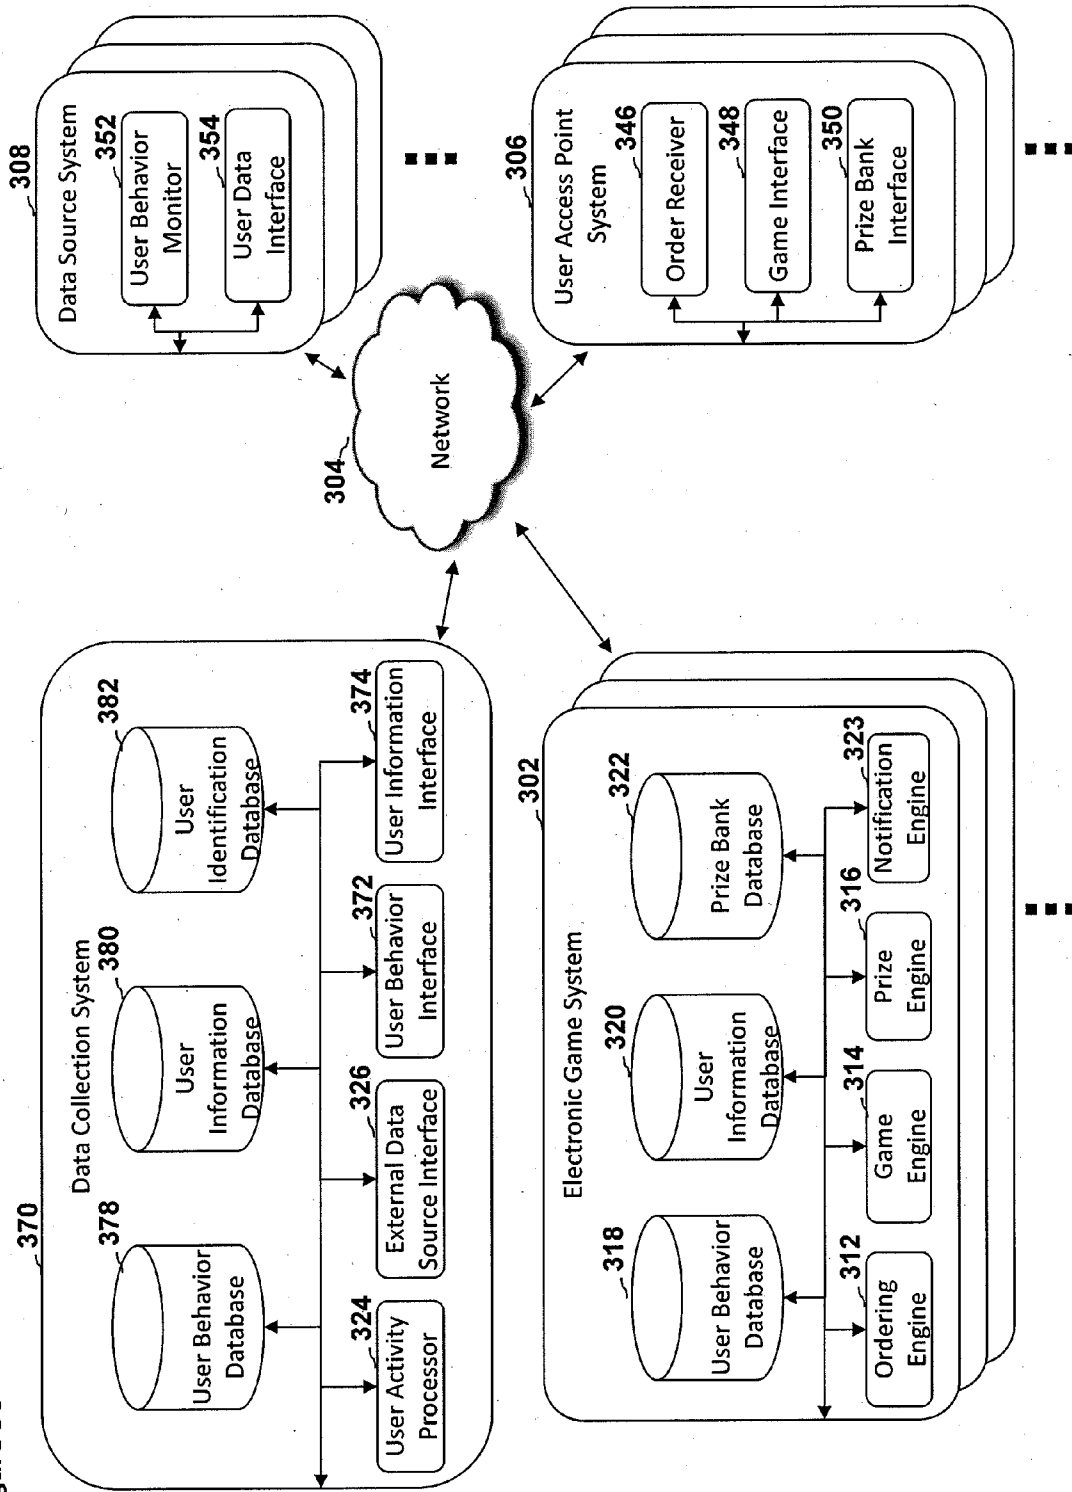 370
Data Collection System
378
User Behavior
Database
380
User
Information
Database
382
User
Identification
Database
324
User Activity
Processor
326
External Data
Source Interface
372
User Behavior
Interface
374
User Information
Interface
304
Network
308
Data Source System
352
User Behavior
Monitor
354
User Data
Interface
302
Electronic Game System
318
User Behavior
Database
320
User
Information
Database
322
Prize Bank
Database
312
Ordering
Engine
314
Game
Engine
316
Prize
Engine
323
Notification
Engine
306
User Access Point
System
346
Order Receiver
348
Game Interface
350
Prize Bank
Interface